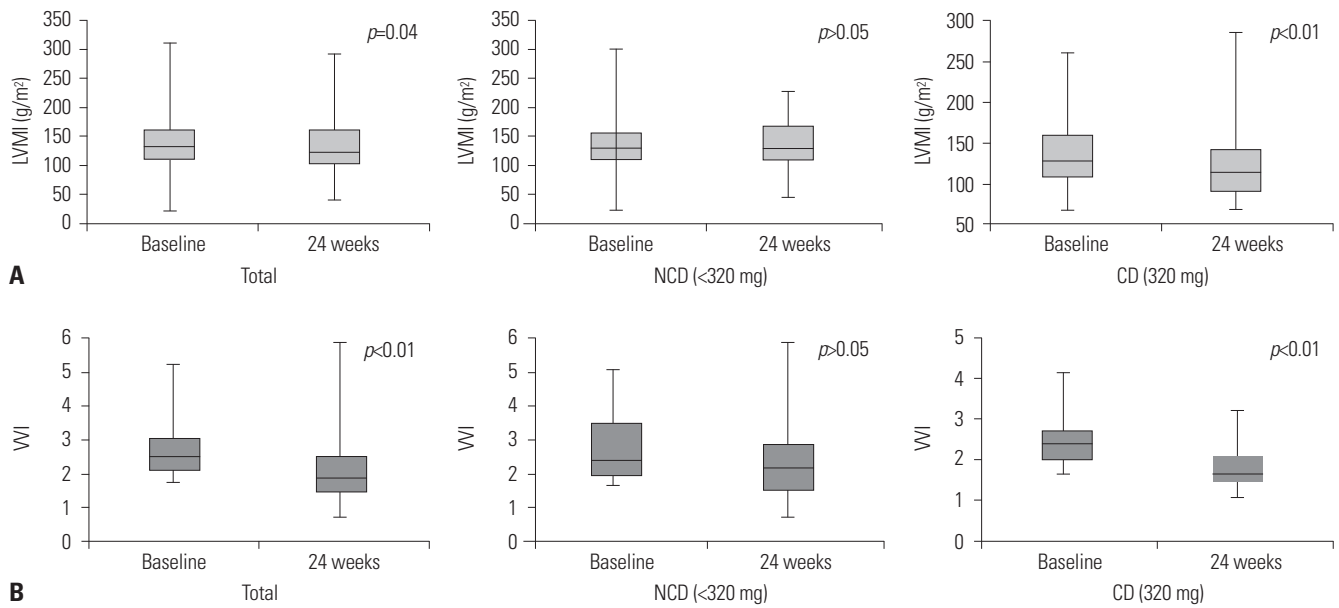 350
300
250
200
150
100
50
0
LVMI (g/m²)
p=0.04
Baseline 24 weeks
Total
350
300
250
200
150
100
50
0
LVMI (g/m²)
p>0.05
Baseline 24 weeks
NCD (<320 mg)
300
250
200
150
100
50
LVMI (g/m²)
p<0.01
Baseline 24 weeks
CD (320 mg)
A
6
5
4
3
2
1
0
VVI
p<0.01
Baseline 24 weeks
Total
6
5
4
3
2
1
0
VVI
p>0.05
Baseline 24 weeks
NCD (<320 mg)
5
4
3
2
1
0
VVI
p<0.01
Baseline 24 weeks
CD (320 mg)
B